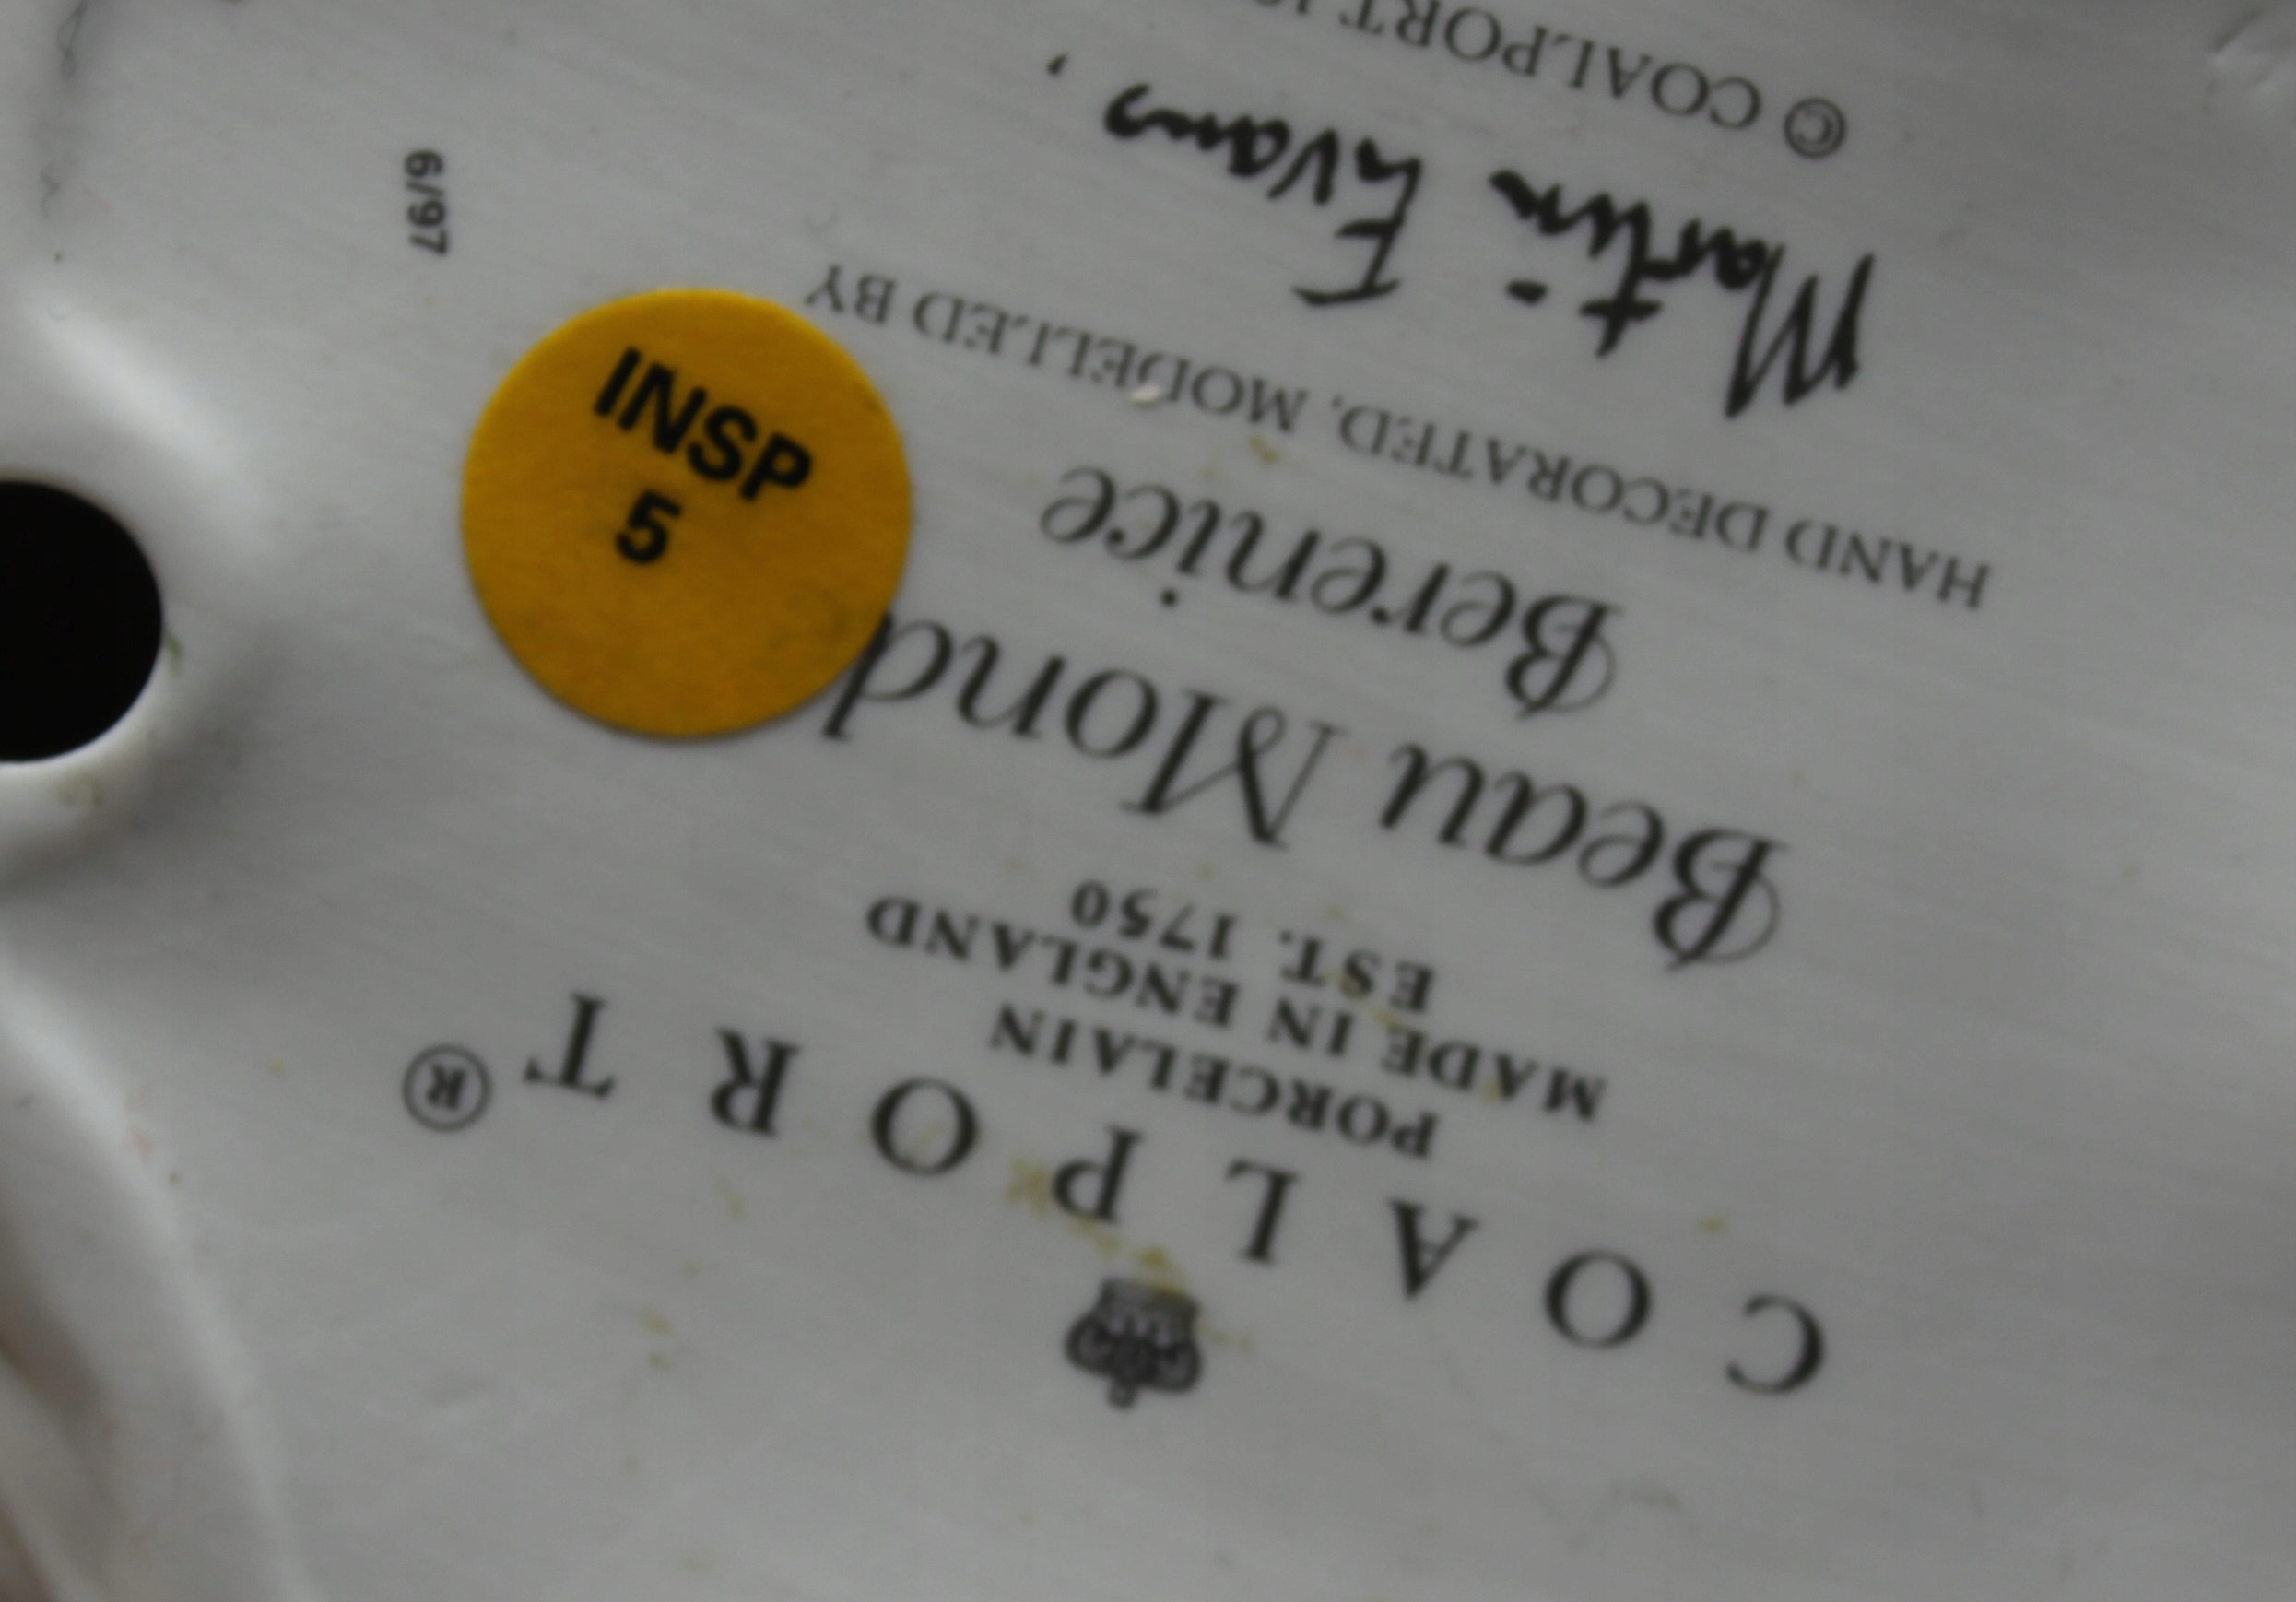 COALPORT®
PORCELAIN
MADE IN ENGLAND
EST. 1750
Beau Mond
Berenice
HAND DECORATED, MODELLED BY
Martin Evans
© COALPORT
INSP
5
6/97